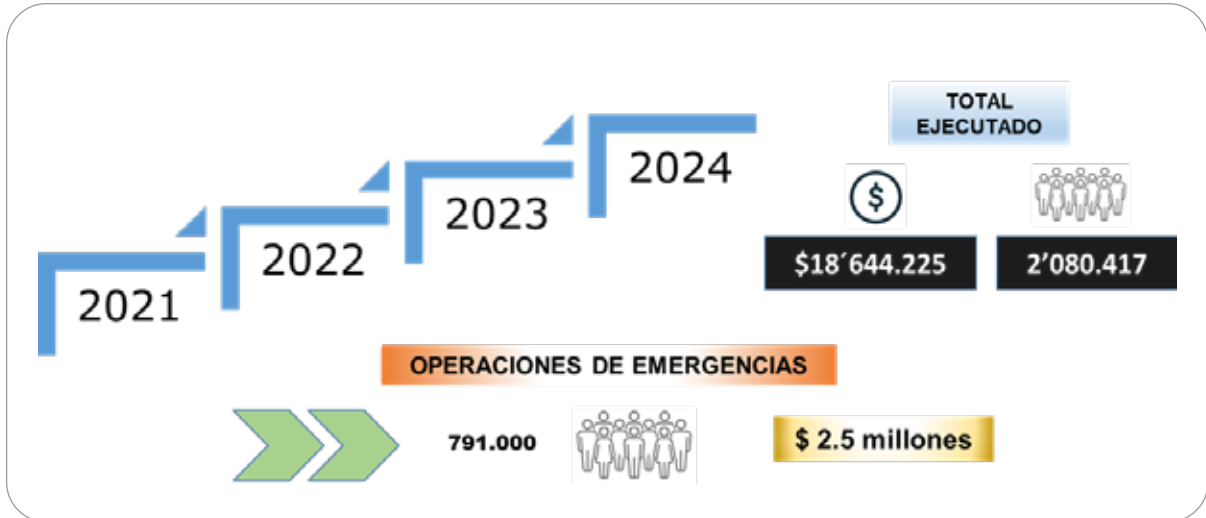 2021
2022
2023
2024
TOTAL
EJECUTADO
$
$18´644.225
2’080.417
OPERACIONES DE EMERGENCIAS
791.000
$ 2.5 millones